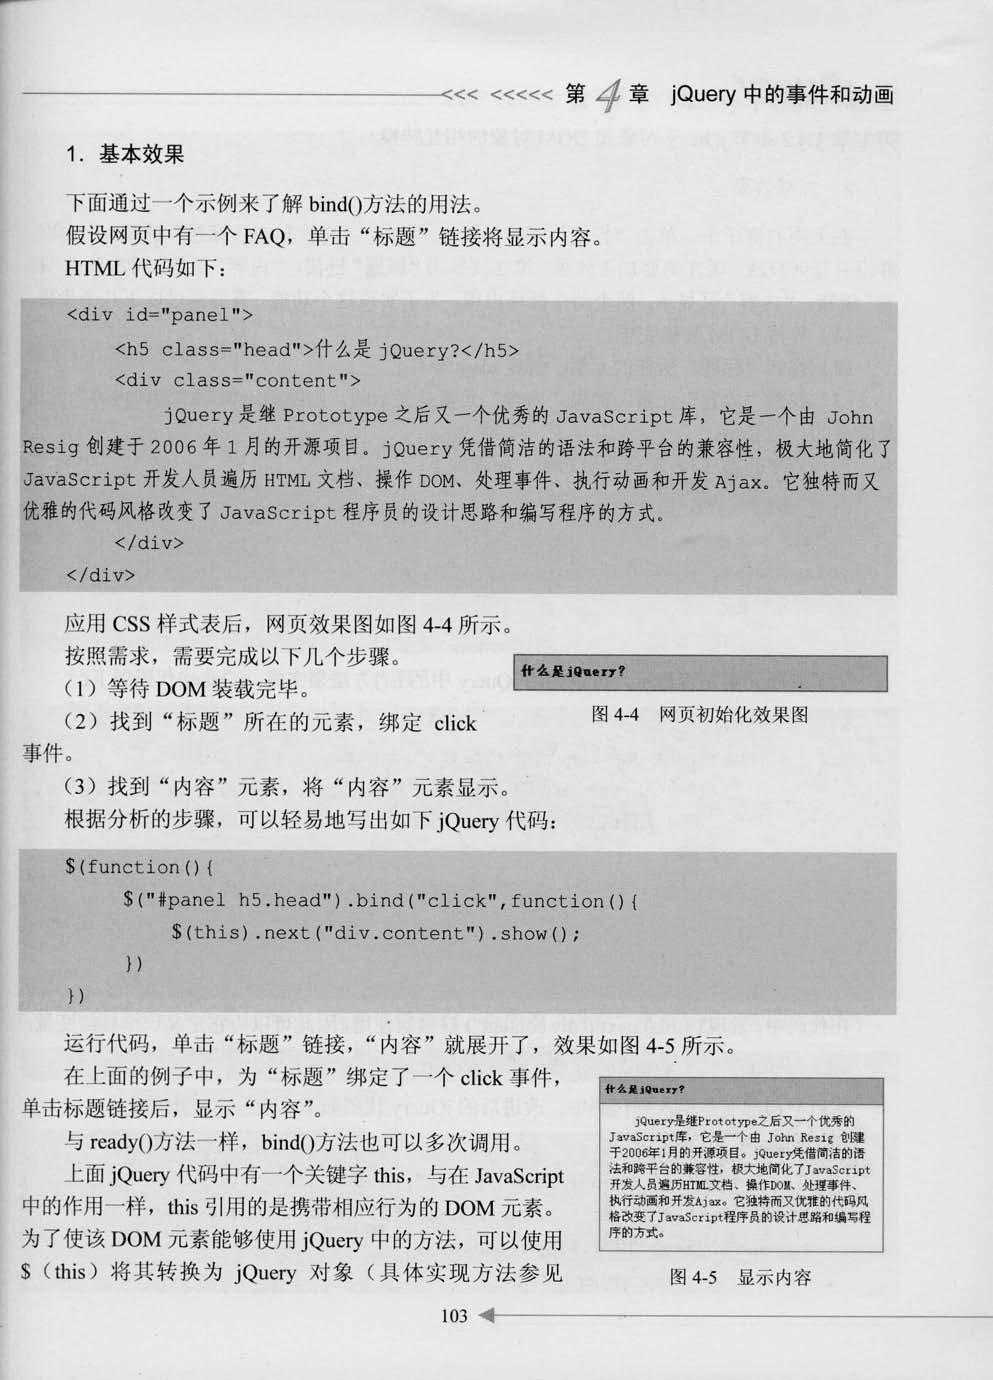 <<< <<<<< 第 4 章 jQuery 中的事件和动画
1．基本效果
下面通过一个示例来了解 bind()方法的用法。
假设网页中有一个 FAQ，单击“标题”链接将显示内容。
HTML 代码如下：
<div id="panel">
<h5 class="head">什么是 jQuery?</h5>
<div class="content">
jQuery 是继 Prototype 之后又一个优秀的 JavaScript 库，它是一个由 John
Resig 创建于 2006 年 1 月的开源项目。jQuery 凭借简洁的语法和跨平台的兼容性，极大地简化了
JavaScript 开发人员遍历 HTML 文档、操作 DOM、处理事件、执行动画和开发 Ajax。它独特而又
优雅的代码风格改变了 JavaScript 程序员的设计思路和编写程序的方式。
</div>
</div>
应用 CSS 样式表后，网页效果图如图 4-4 所示。
按照需求，需要完成以下几个步骤。
（1）等待 DOM 装载完毕。
（2）找到“标题”所在的元素，绑定 click
事件。
什么是jQuery?
图 4-4 网页初始化效果图
（3）找到“内容”元素，将“内容”元素显示。
根据分析的步骤，可以轻易地写出如下 jQuery 代码：
$(function(){
$("#panel h5.head").bind("click",function(){
$(this).next("div.content").show();
})
})
运行代码，单击“标题”链接，“内容”就展开了，效果如图 4-5 所示。
在上面的例子中，为“标题”绑定了一个 click 事件，
单击标题链接后，显示“内容”。
与 ready()方法一样，bind()方法也可以多次调用。
上面 jQuery 代码中有一个关键字 this，与在 JavaScript
中的作用一样，this 引用的是携带相应行为的 DOM 元素。
为了使该 DOM 元素能够使用 jQuery 中的方法，可以使用
$（this）将其转换为 jQuery 对象（具体实现方法参见
什么是jQuery?
jQuery是继Prototype之后又一个优秀的
JavaScript库，它是一个由 John Resig 创建
于2006年1月的开源项目。jQuery凭借简洁的语
法和跨平台的兼容性，极大地简化了JavaScript
开发人员遍历HTML文档、操作DOM、处理事件、
执行动画和开发Ajax。它独特而又优雅的代码风
格改变了JavaScript程序员的设计思路和编写程
序的方式。
图 4-5 显示内容
103